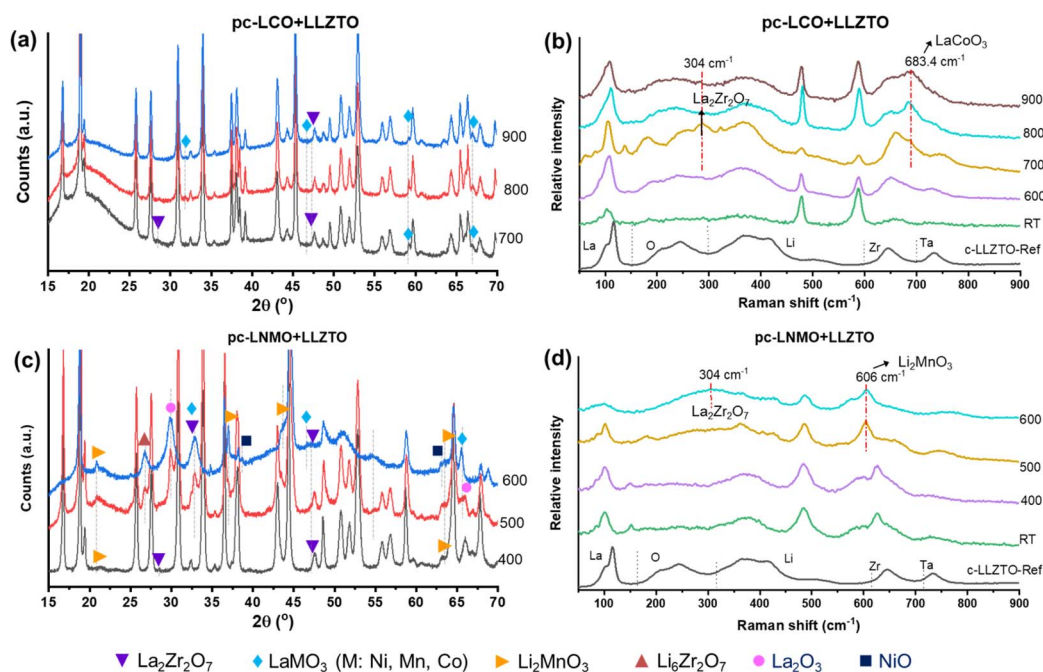 pc-LCO+LLZTO
(a)
Counts (a.u.)
900
800
700
15 20 25 30 35 40 45 50 55 60 65 70
2θ (°)
pc-LCO+LLZTO
(b)
LaCoO₃
304 cm⁻¹
683.4 cm⁻¹
La₂Zr₂O₇
Relative intensity
900
800
700
600
RT
La O Li Zr Ta c-LLZTO-Ref
100 200 300 400 500 600 700 800 900
Raman shift (cm⁻¹)
pc-LNMO+LLZTO
(c)
Counts (a.u.)
600
500
400
15 20 25 30 35 40 45 50 55 60 65 70
2θ (°)
pc-LNMO+LLZTO
(d)
Li₂MnO₃
304 cm⁻¹
606 cm⁻¹
La₂Zr₂O₇
Relative intensity
600
500
400
RT
La O Li Zr Ta c-LLZTO-Ref
100 200 300 400 500 600 700 800 900
Raman shift (cm⁻¹)
La₂Zr₂O₇ LaMO₃ (M: Ni, Mn, Co) Li₂MnO₃ Li₆Zr₂O₇ La₂O₃ NiO